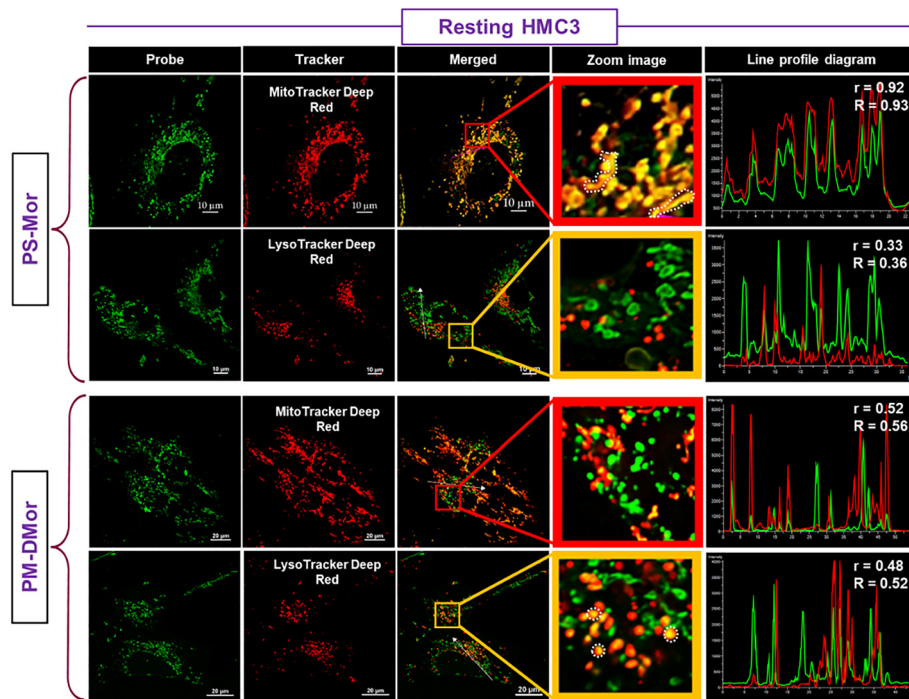 Resting HMC3
Probe
Tracker
Merged
Zoom image
Line profile diagram
PS-Mor
MitoTracker Deep
Red
10 µm
10 µm
10 µm
r = 0.92
R = 0.93
LysoTracker Deep
Red
10 µm
10 µm
10 µm
r = 0.33
R = 0.36
PM-DMor
MitoTracker Deep
Red
20 µm
20 µm
20 µm
r = 0.52
R = 0.56
LysoTracker Deep
Red
20 µm
20 µm
20 µm
r = 0.48
R = 0.52